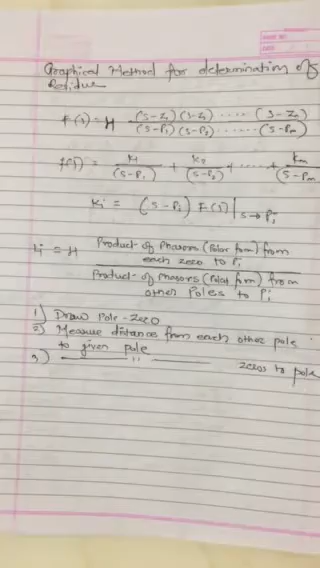 Graphical Method for determination of
Residue
F(s) = H (s-Z1)(s-Z2) ...... (s-Zn)
(s-P1)(s-P2) ...... (s-Pm)
F(s) = K1/(s-P1) + K2/(s-P2) + ...... + Km/(s-Pm)
Ki = (s-Pi) F(s)|s→Pi
Ki = H Product of Phasors (Polar form) from
each zero to Pi
Product of Phasors (Polar form) from
other Poles to Pi
1) Draw Pole-Zero
2) Measure distances from each other pole
to given pole
3) —— " —— zeros to pole